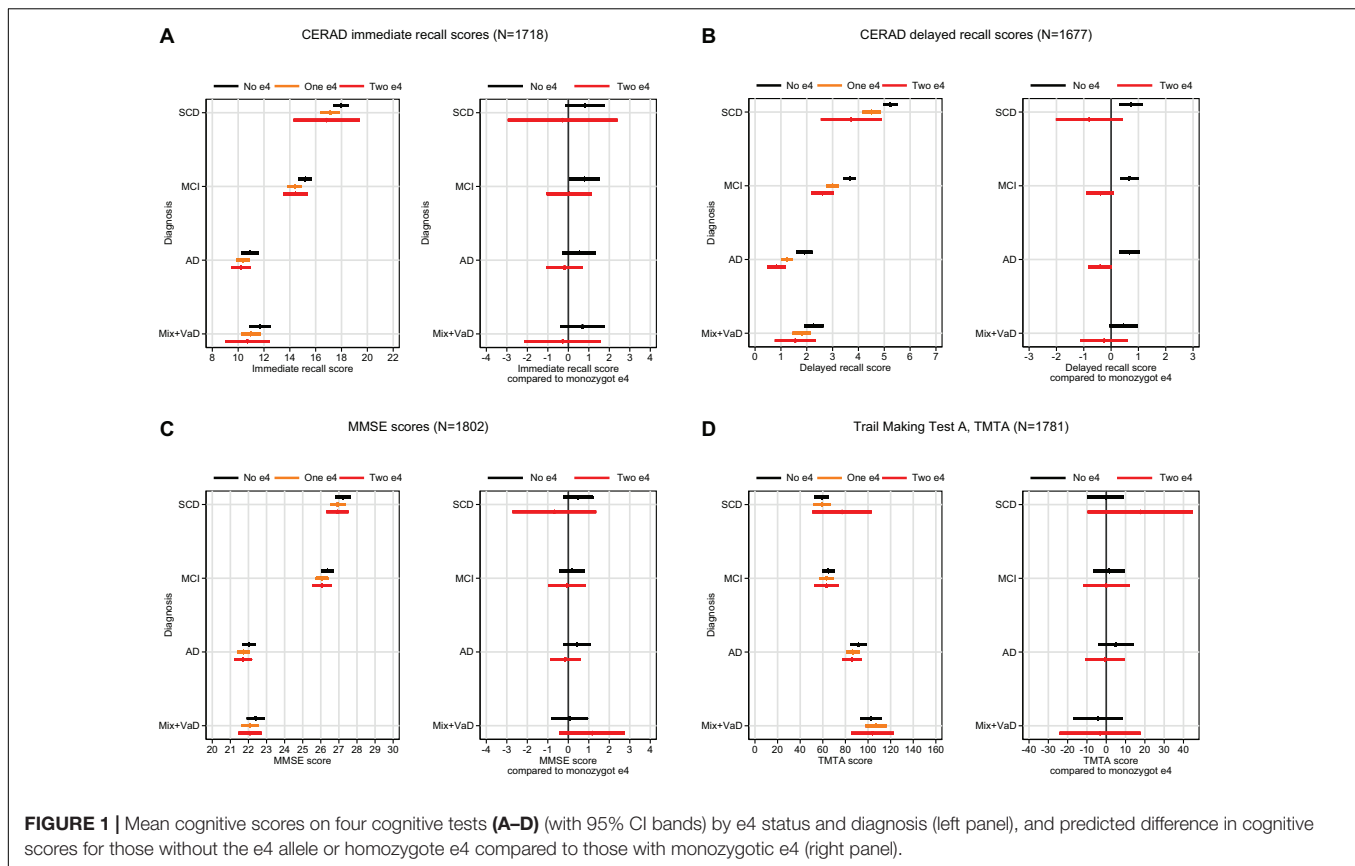 A
CERAD immediate recall scores (N=1718)
No e4 One e4 Two e4
No e4 Two e4
Diagnosis
SCD
MCI
AD
Mix+VaD
8 10 12 14 16 18 20 22
Immediate recall score
Diagnosis
SCD
MCI
AD
Mix+VaD
-4 -3 -2 -1 0 1 2 3 4
Immediate recall score
compared to monozygot e4
B
CERAD delayed recall scores (N=1677)
No e4 One e4 Two e4
No e4 Two e4
SCD
MCI
AD
Mix+VaD
0 1 2 3 4 5 6 7
Delayed recall score
SCD
MCI
AD
Mix+VaD
-3 -2 -1 0 1 2 3
Delayed recall score
compared to monozygot e4
C
MMSE scores (N=1802)
No e4 One e4 Two e4
No e4 Two e4
Diagnosis
SCD
MCI
AD
Mix+VaD
20 21 22 23 24 25 26 27 28 29 30
MMSE score
SCD
MCI
AD
Mix+VaD
-4 -3 -2 -1 0 1 2 3 4
MMSE score
compared to monozygot e4
D
Trail Making Test A, TMTA (N=1781)
No e4 One e4 Two e4
No e4 Two e4
Diagnosis
SCD
MCI
AD
Mix+VaD
0 20 40 60 80 100 120 140 160
TMTA score
SCD
MCI
AD
Mix+VaD
-40 -30 -20 -10 0 10 20 30 40
TMTA score
compared to monozygot e4
FIGURE 1 | Mean cognitive scores on four cognitive tests (A–D) (with 95% CI bands) by e4 status and diagnosis (left panel), and predicted difference in cognitive
scores for those without the e4 allele or homozygote e4 compared to those with monozygotic e4 (right panel).